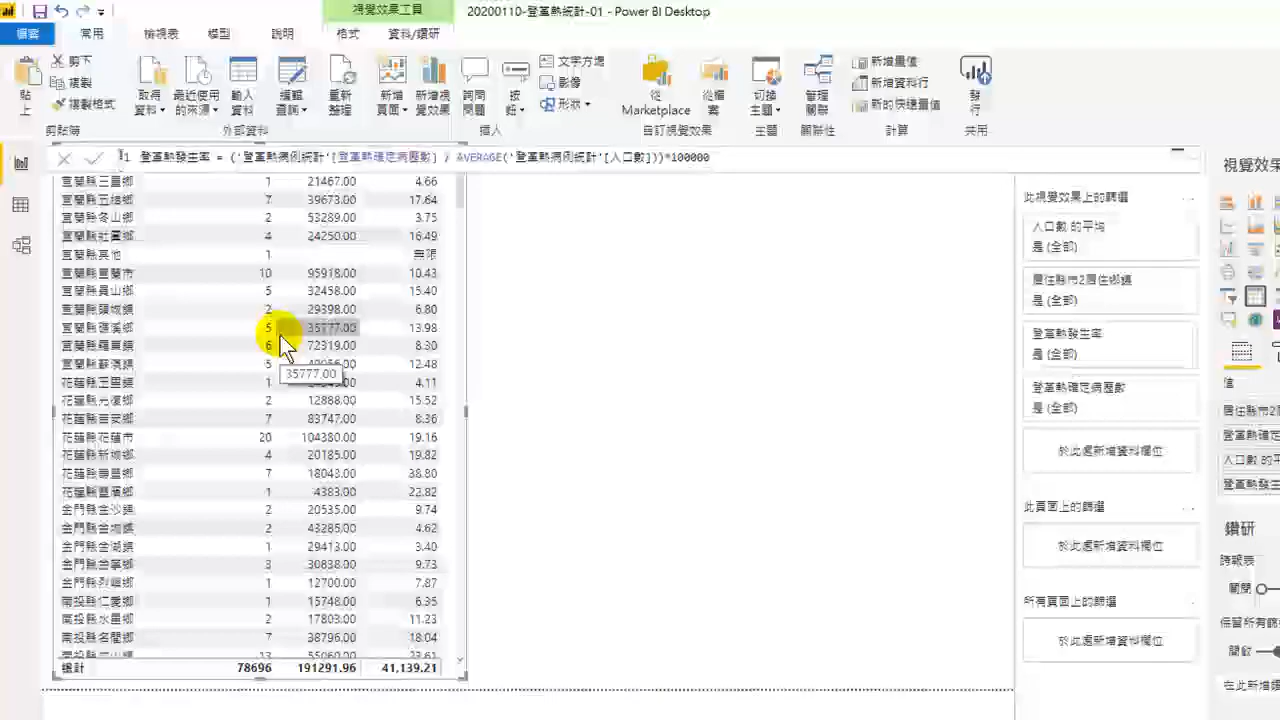 視覺效果工具
20200110-登革熱統計-01 - Power BI Desktop
檔案 常用 檢視表 模型 說明 格式 資料/鑽研
貼上
剪下
複製
複製格式
剪貼簿
取得資料
最近使用的來源
輸入資料
編輯查詢
重新整理
外部資料
新增頁面
新增視覺效果
詢問問題
按鈕
文字方塊
影像
形狀
插入
從 Marketplace
從檔案
自訂視覺效果
切換主題
主題
管理關聯
關聯性
新增量值
新增資料行
新的快速量值
計算
發行
共用
1 登革熱發生率 = ('登革熱病例統計'[登革熱確定病歷數] / AVERAGE('登革熱病例統計'[人口數]))*100000
宜蘭縣三星鄉 1 21467.00 4.66
宜蘭縣五結鄉 7 39673.00 17.64
宜蘭縣冬山鄉 2 53289.00 3.75
宜蘭縣壯圍鄉 4 24250.00 16.49
宜蘭縣其他 1 無限
宜蘭縣宜蘭市 10 95918.00 10.43
宜蘭縣員山鄉 5 32458.00 15.40
宜蘭縣頭城鎮 2 29398.00 6.80
宜蘭縣礁溪鄉 5 35777.00 13.98
宜蘭縣羅東鎮 6 72319.00 8.30
宜蘭縣蘇澳鎮 5 12.48
35777.00
花蓮縣玉里鎮 1 4.11
花蓮縣光復鄉 2 12888.00 15.52
花蓮縣吉安鄉 7 83747.00 8.36
花蓮縣花蓮市 20 104380.00 19.16
花蓮縣新城鄉 4 20185.00 19.82
花蓮縣壽豐鄉 7 18043.00 38.80
花蓮縣豐濱鄉 1 4383.00 22.82
金門縣金沙鎮 2 20535.00 9.74
金門縣金城鎮 2 43285.00 4.62
金門縣金湖鎮 1 29413.00 3.40
金門縣金寧鄉 3 30838.00 9.73
金門縣烈嶼鄉 1 12700.00 7.87
南投縣仁愛鄉 1 15748.00 6.35
南投縣水里鄉 2 17803.00 11.23
南投縣名間鄉 7 38796.00 18.04
13 55060.00 23.61
總計 78696 191291.96 41,139.21
此視覺效果上的篩選 ...
人口數 的平均
是 (全部)
居住縣市2居住鄉鎮
是 (全部)
登革熱發生率
是 (全部)
登革熱確定病歷數
是 (全部)
於此處新增資料欄位
此頁面上的篩選 ...
於此處新增資料欄位
所有頁面上的篩選
於此處新增資料欄位
視覺效果
值
居住縣市2
登革熱確定
人口數 的平
登革熱發生
鑽研
跨報表
關閉
保留所有篩
開啟
在此新增